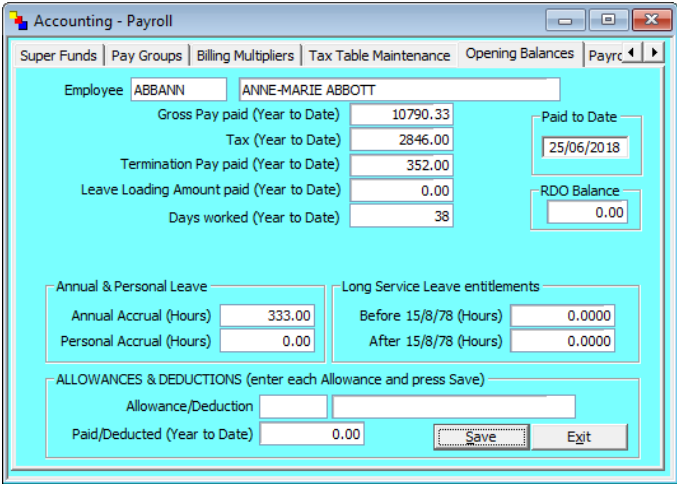 Accounting - Payroll
Super Funds Pay Groups Billing Multipliers Tax Table Maintenance Opening Balances
Employee ABBANN ANNE-MARIE ABBOTT
Gross Pay paid (Year to Date) 10790.33
Paid to Date
Tax (Year to Date) 2846.00
25/06/2018
Termination Pay paid (Year to Date) 352.00
Leave Loading Amount paid (Year to Date) 0.00
RDO Balance
Days worked (Year to Date) 38
0.00
Annual & Personal Leave
Long Service Leave entitlements
Annual Accrual (Hours) 333.00
Before 15/8/78 (Hours) 0.0000
Personal Accrual (Hours) 0.00
After 15/8/78 (Hours) 0.0000
ALLOWANCES & DEDUCTIONS (enter each Allowance and press Save)
Allowance/Deduction
Paid/Deducted (Year to Date) 0.00
Save Exit